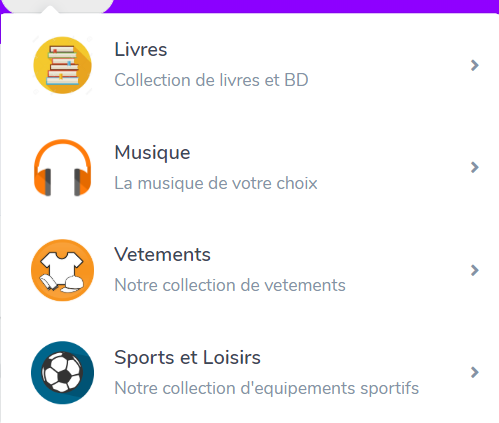 Livres
Collection de livres et BD
Musique
La musique de votre choix
Vetements
Notre collection de vetements
Sports et Loisirs
Notre collection d'equipements sportifs